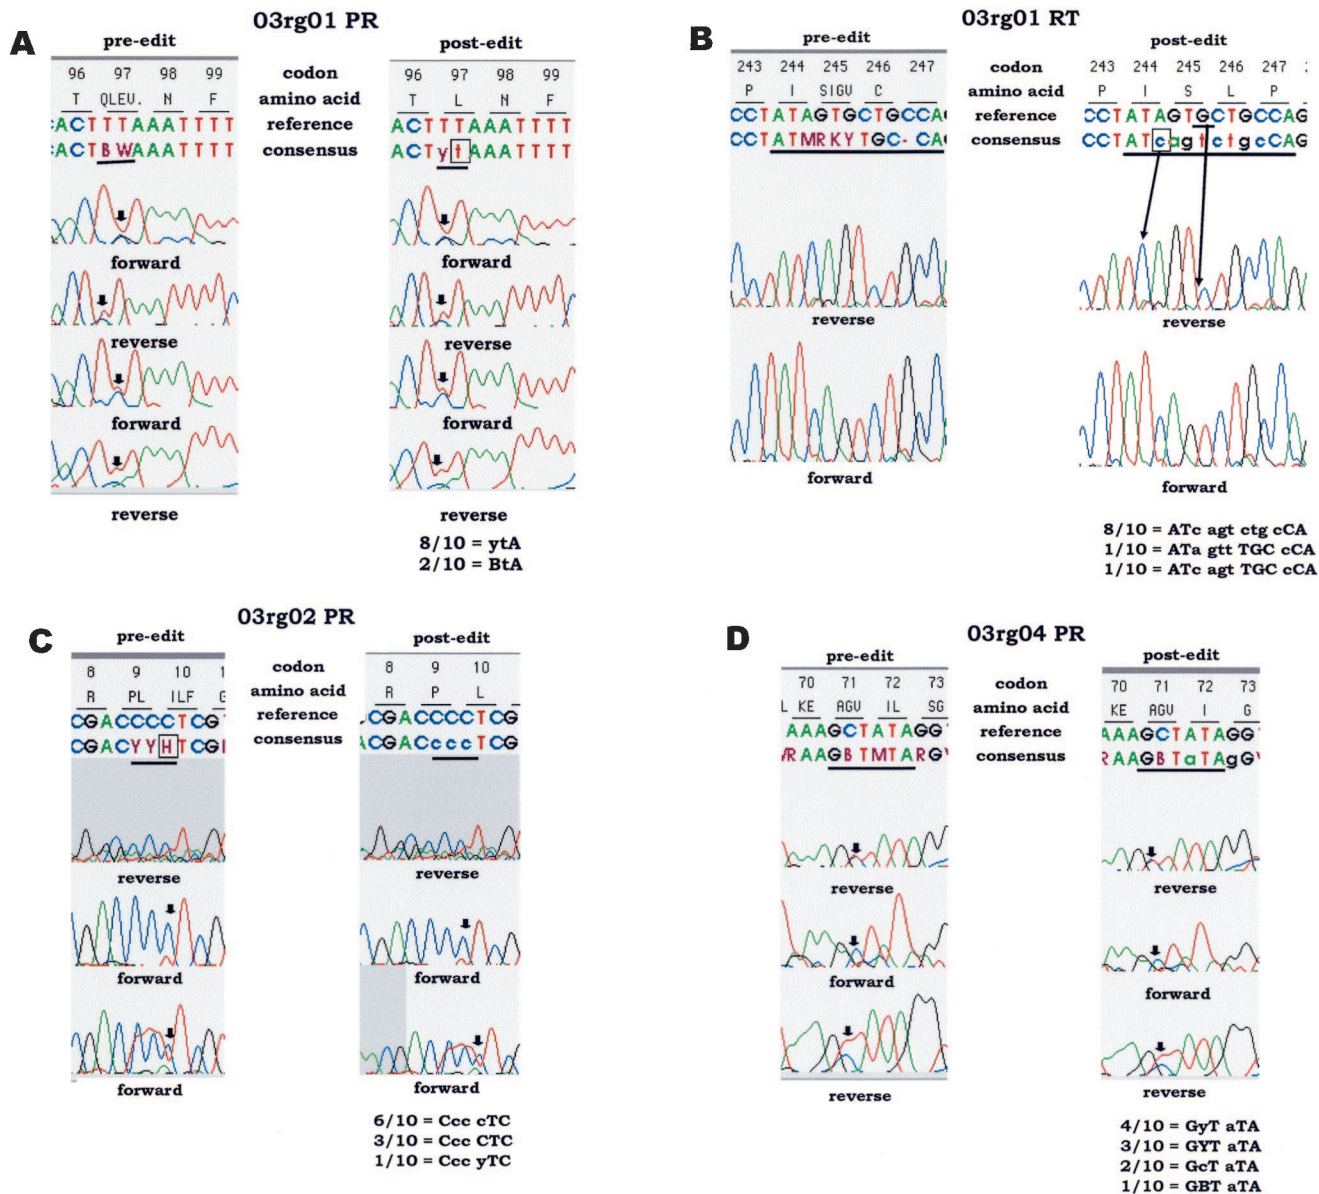 A
03rg01 PR
pre-edit
post-edit
96 97 98 99
codon
96 97 98 99
T QLEV. N F
amino acid
T L N F
ACTTTAAATTTT
reference
ACTTTAAATTTT
ACTBWAAATTTT
consensus
ACTytAAATTTT
forward
forward
reverse
reverse
forward
forward
reverse
reverse
8/10 = ytA
2/10 = BtA
B
03rg01 RT
pre-edit
post-edit
243 244 245 246 247
codon
243 244 245 246 247
P I SIGV C
amino acid
P I S L P
CCTATAGTGCTGCCAG
reference
CCTATAGTGCTGCCAG
CCTATMRKYTGC-CAG
consensus
CCTATcagtctgcCAG
reverse
reverse
forward
forward
8/10 = ATc agt ctg cCA
1/10 = ATa gtt TGC cCA
1/10 = ATc agt TGC cCA
C
03rg02 PR
pre-edit
post-edit
8 9 10 1
codon
8 9 10
R PL ILF G
amino acid
R P L
CGACCCCTCGT
reference
CGACCCCTCG
CGACYYHTCG
consensus
ACGACcccTCG
reverse
reverse
forward
forward
forward
forward
6/10 = Ccc cTC
3/10 = Ccc CTC
1/10 = Ccc yTC
D
03rg04 PR
pre-edit
post-edit
70 71 72 73
codon
70 71 72 73
L KE AGV IL SG
amino acid
KE AGV I G
AAAGCTATAGG
reference
AAAGCTATAGG
RAAGBTMTARG
consensus
RAAGBTaTAgG
reverse
reverse
forward
forward
reverse
reverse
4/10 = GyT aTA
3/10 = GYT aTA
2/10 = GcT aTA
1/10 = GBT aTA